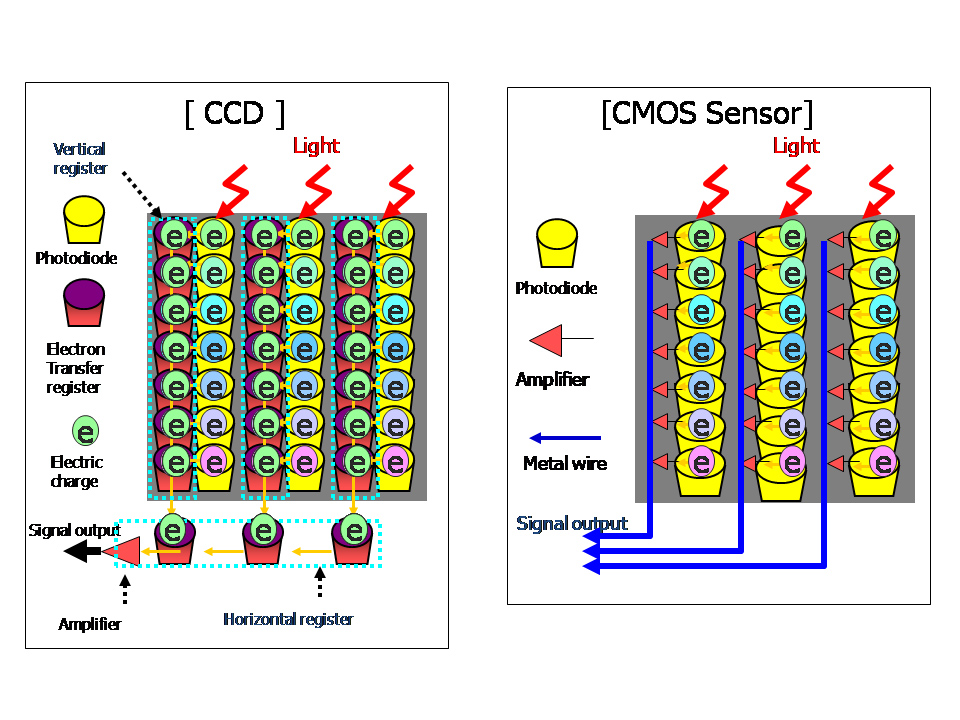 [ CCD ]
Light
Vertical
register
Photodiode
Electron
Transfer
register
e
Electric
charge
e e e e e e
e e e e e e
e e e e e e
e e e e e e
e e e e e e
e e e e e e
e e e e e e
Signal output
e e e
Amplifier
Horizontal register
[CMOS Sensor]
Light
Photodiode
Amplifier
Metal wire
e e e
e e e
e e e
e e e
e e e
e e e
e e e
Signal output